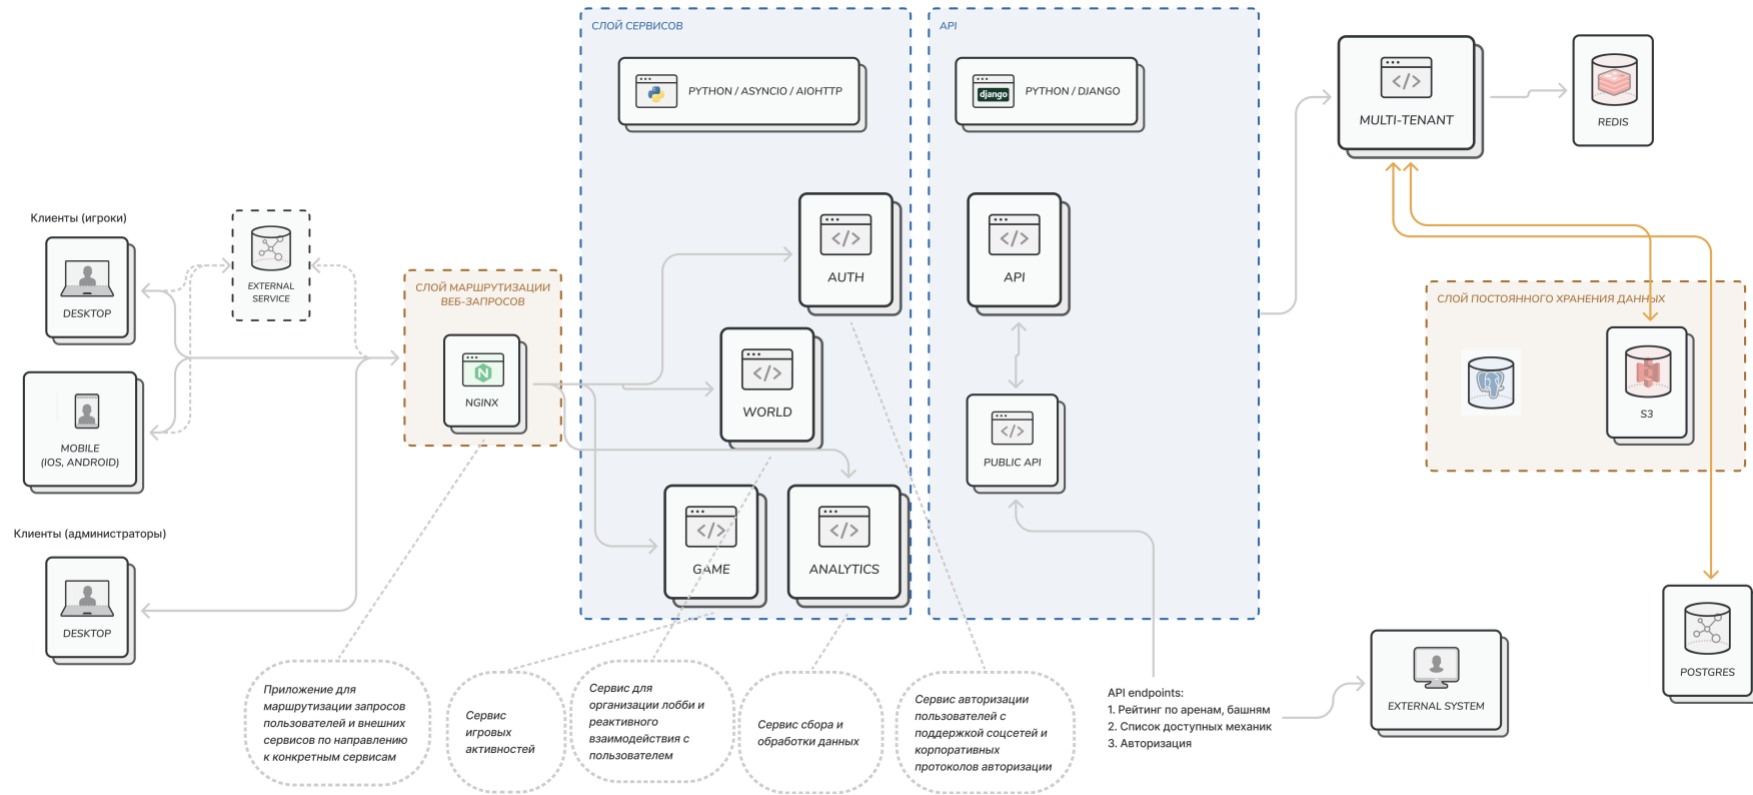 СЛОЙ СЕРВИСОВ
PYTHON / ASYNCIO / AIOHTTP
API
django
PYTHON / DJANGO
MULTI-TENANT
REDIS
Клиенты (игроки)
DESKTOP
MOBILE
(IOS, ANDROID)
Клиенты (администраторы)
DESKTOP
EXTERNAL
SERVICE
СЛОЙ МАРШРУТИЗАЦИИ
ВЕБ-ЗАПРОСОВ
N
NGINX
AUTH
WORLD
GAME
ANALYTICS
API
PUBLIC API
СЛОЙ ПОСТОЯННОГО ХРАНЕНИЯ ДАННЫХ
S3
POSTGRES
EXTERNAL SYSTEM
Приложение для
маршрутизации запросов
пользователей и внешних
сервисов по направлению
к конкретным сервисам
Сервис
игровых
активностей
Сервис для
организации лобби и
реактивного
взаимодействия с
пользователем
Сервис сбора и
обработки данных
Сервис авторизации
пользователей с
поддержкой соцсетей и
корпоративных
протоколов авторизации
API endpoints:
1. Рейтинг по аренам, башням
2. Список доступных механик
3. Авторизация